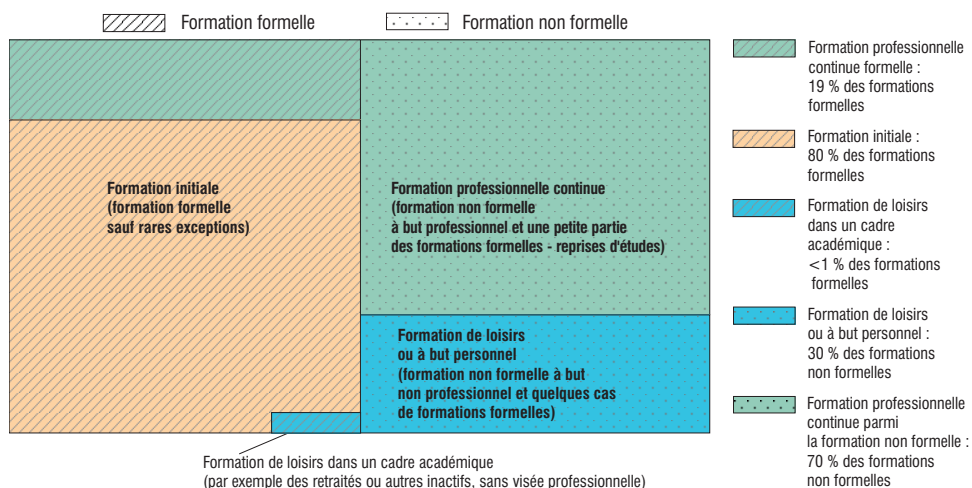 Formation formelle
Formation non formelle
Formation initiale
(formation formelle
sauf rares exceptions)
Formation professionnelle continue
(formation non formelle
à but professionnel et une petite partie
des formations formelles - reprises d'études)
Formation de loisirs
ou à but personnel
(formation non formelle à but
non professionnel et quelques cas
de formations formelles)
Formation de loisirs dans un cadre académique
(par exemple des retraités ou autres inactifs, sans visée professionnelle)
Formation professionnelle
continue formelle :
19 % des formations
formelles
Formation initiale :
80 % des formations
formelles
Formation de loisirs
dans un cadre
académique :
<1 % des formations
formelles
Formation de loisirs
ou à but personnel :
30 % des formations
non formelles
Formation professionnelle
continue parmi
la formation non formelle :
70 % des formations
non formelles